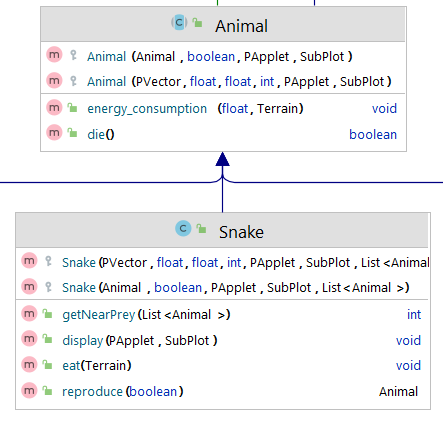 C Animal
m Animal (Animal , boolean, PApplet , SubPlot )
m Animal (PVector , float, float , int , PApplet , SubPlot )
m energy_consumption (float, Terrain) void
m die() boolean
C Snake
m Snake(PVector , float, float , int, PApplet , SubPlot , List <Animal
m Snake(Animal , boolean, PApplet , SubPlot , List <Animal >)
m getNearPrey(List <Animal >) int
m display(PApplet , SubPlot ) void
m eat(Terrain) void
m reproduce(boolean) Animal